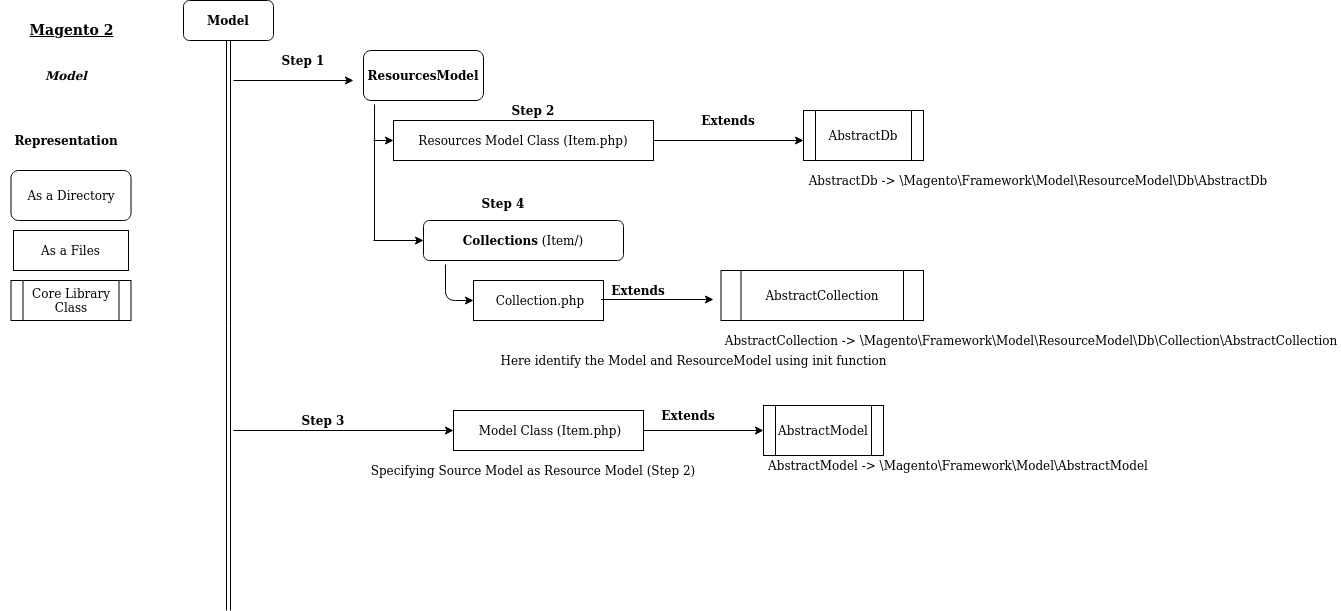 Magento 2
Model
Representation
As a Directory
As a Files
Core Library
Class
Model
Step 1
ResourcesModel
Step 2
Resources Model Class (Item.php)
Extends
AbstractDb
AbstractDb -> \Magento\Framework\Model\ResourceModel\Db\AbstractDb
Step 4
Collections (Item/)
Collection.php
Extends
AbstractCollection
AbstractCollection -> \Magento\Framework\Model\ResourceModel\Db\Collection\AbstractCollection
Here identify the Model and ResourceModel using init function
Step 3
Model Class (Item.php)
Extends
AbstractModel
Specifying Source Model as Resource Model (Step 2)
AbstractModel -> \Magento\Framework\Model\AbstractModel